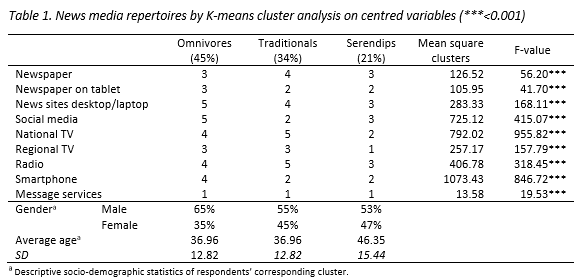 Table 1. News media repertoires by K-means cluster analysis on centred variables (***<0.001)
Omnivores (45%) Traditionals (34%) Serendips (21%) Mean square clusters F-value
Newspaper 3 4 3 126.52 56.20***
Newspaper on tablet 3 2 2 105.95 41.70***
News sites desktop/laptop 5 4 3 283.33 168.11***
Social media 5 2 3 725.12 415.07***
National TV 4 5 2 792.02 955.82***
Regional TV 3 3 1 257.17 157.79***
Radio 4 5 3 406.78 318.45***
Smartphone 4 2 2 1073.43 846.72***
Message services 1 1 1 13.58 19.53***
Genderᵃ Male 65% 55% 53%
Female 35% 45% 47%
Average ageᵃ 36.96 36.96 46.35
SD 12.82 12.82 15.44
ᵃ Descriptive socio-demographic statistics of respondents' corresponding cluster.